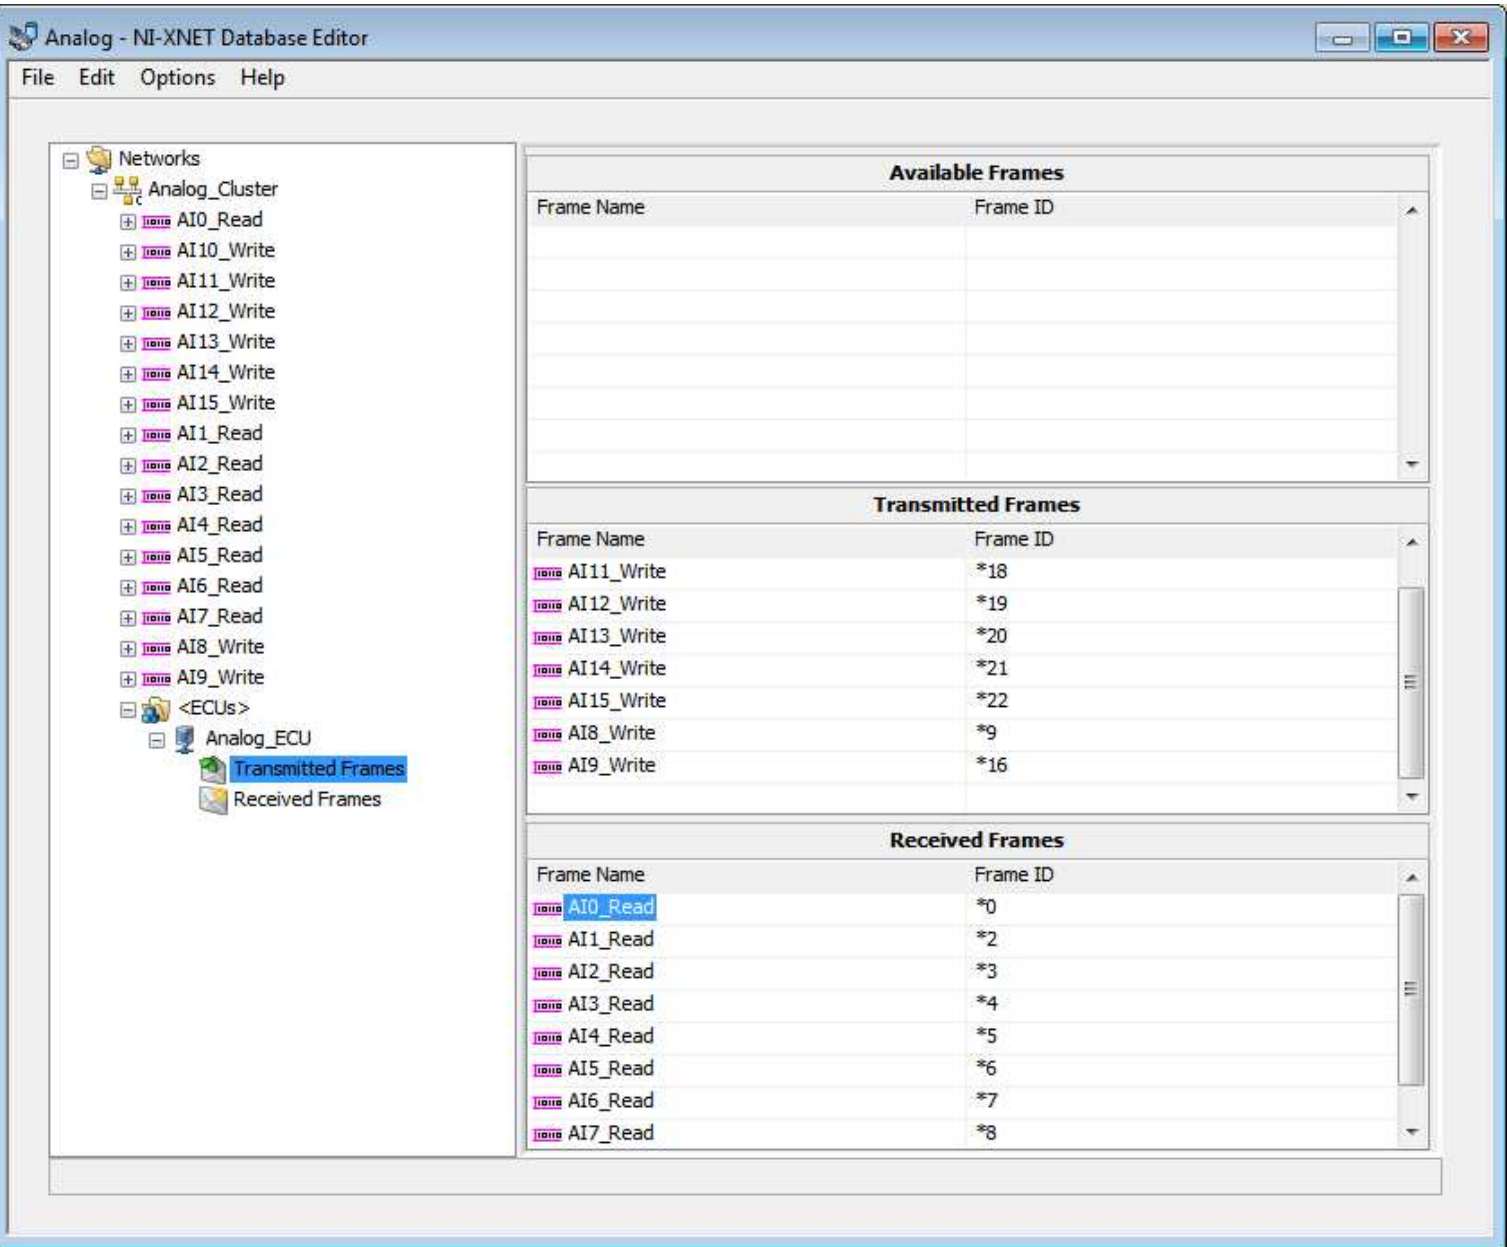 Analog - NI-XNET Database Editor
File Edit Options Help
Networks
Analog_Cluster
AI0_Read
AI10_Write
AI11_Write
AI12_Write
AI13_Write
AI14_Write
AI15_Write
AI1_Read
AI2_Read
AI3_Read
AI4_Read
AI5_Read
AI6_Read
AI7_Read
AI8_Write
AI9_Write
<ECUs>
Analog_ECU
Transmitted Frames
Received Frames
Available Frames
Frame Name Frame ID
Transmitted Frames
Frame Name Frame ID
AI11_Write *18
AI12_Write *19
AI13_Write *20
AI14_Write *21
AI15_Write *22
AI8_Write *9
AI9_Write *16
Received Frames
Frame Name Frame ID
AI0_Read *0
AI1_Read *2
AI2_Read *3
AI3_Read *4
AI4_Read *5
AI5_Read *6
AI6_Read *7
AI7_Read *8